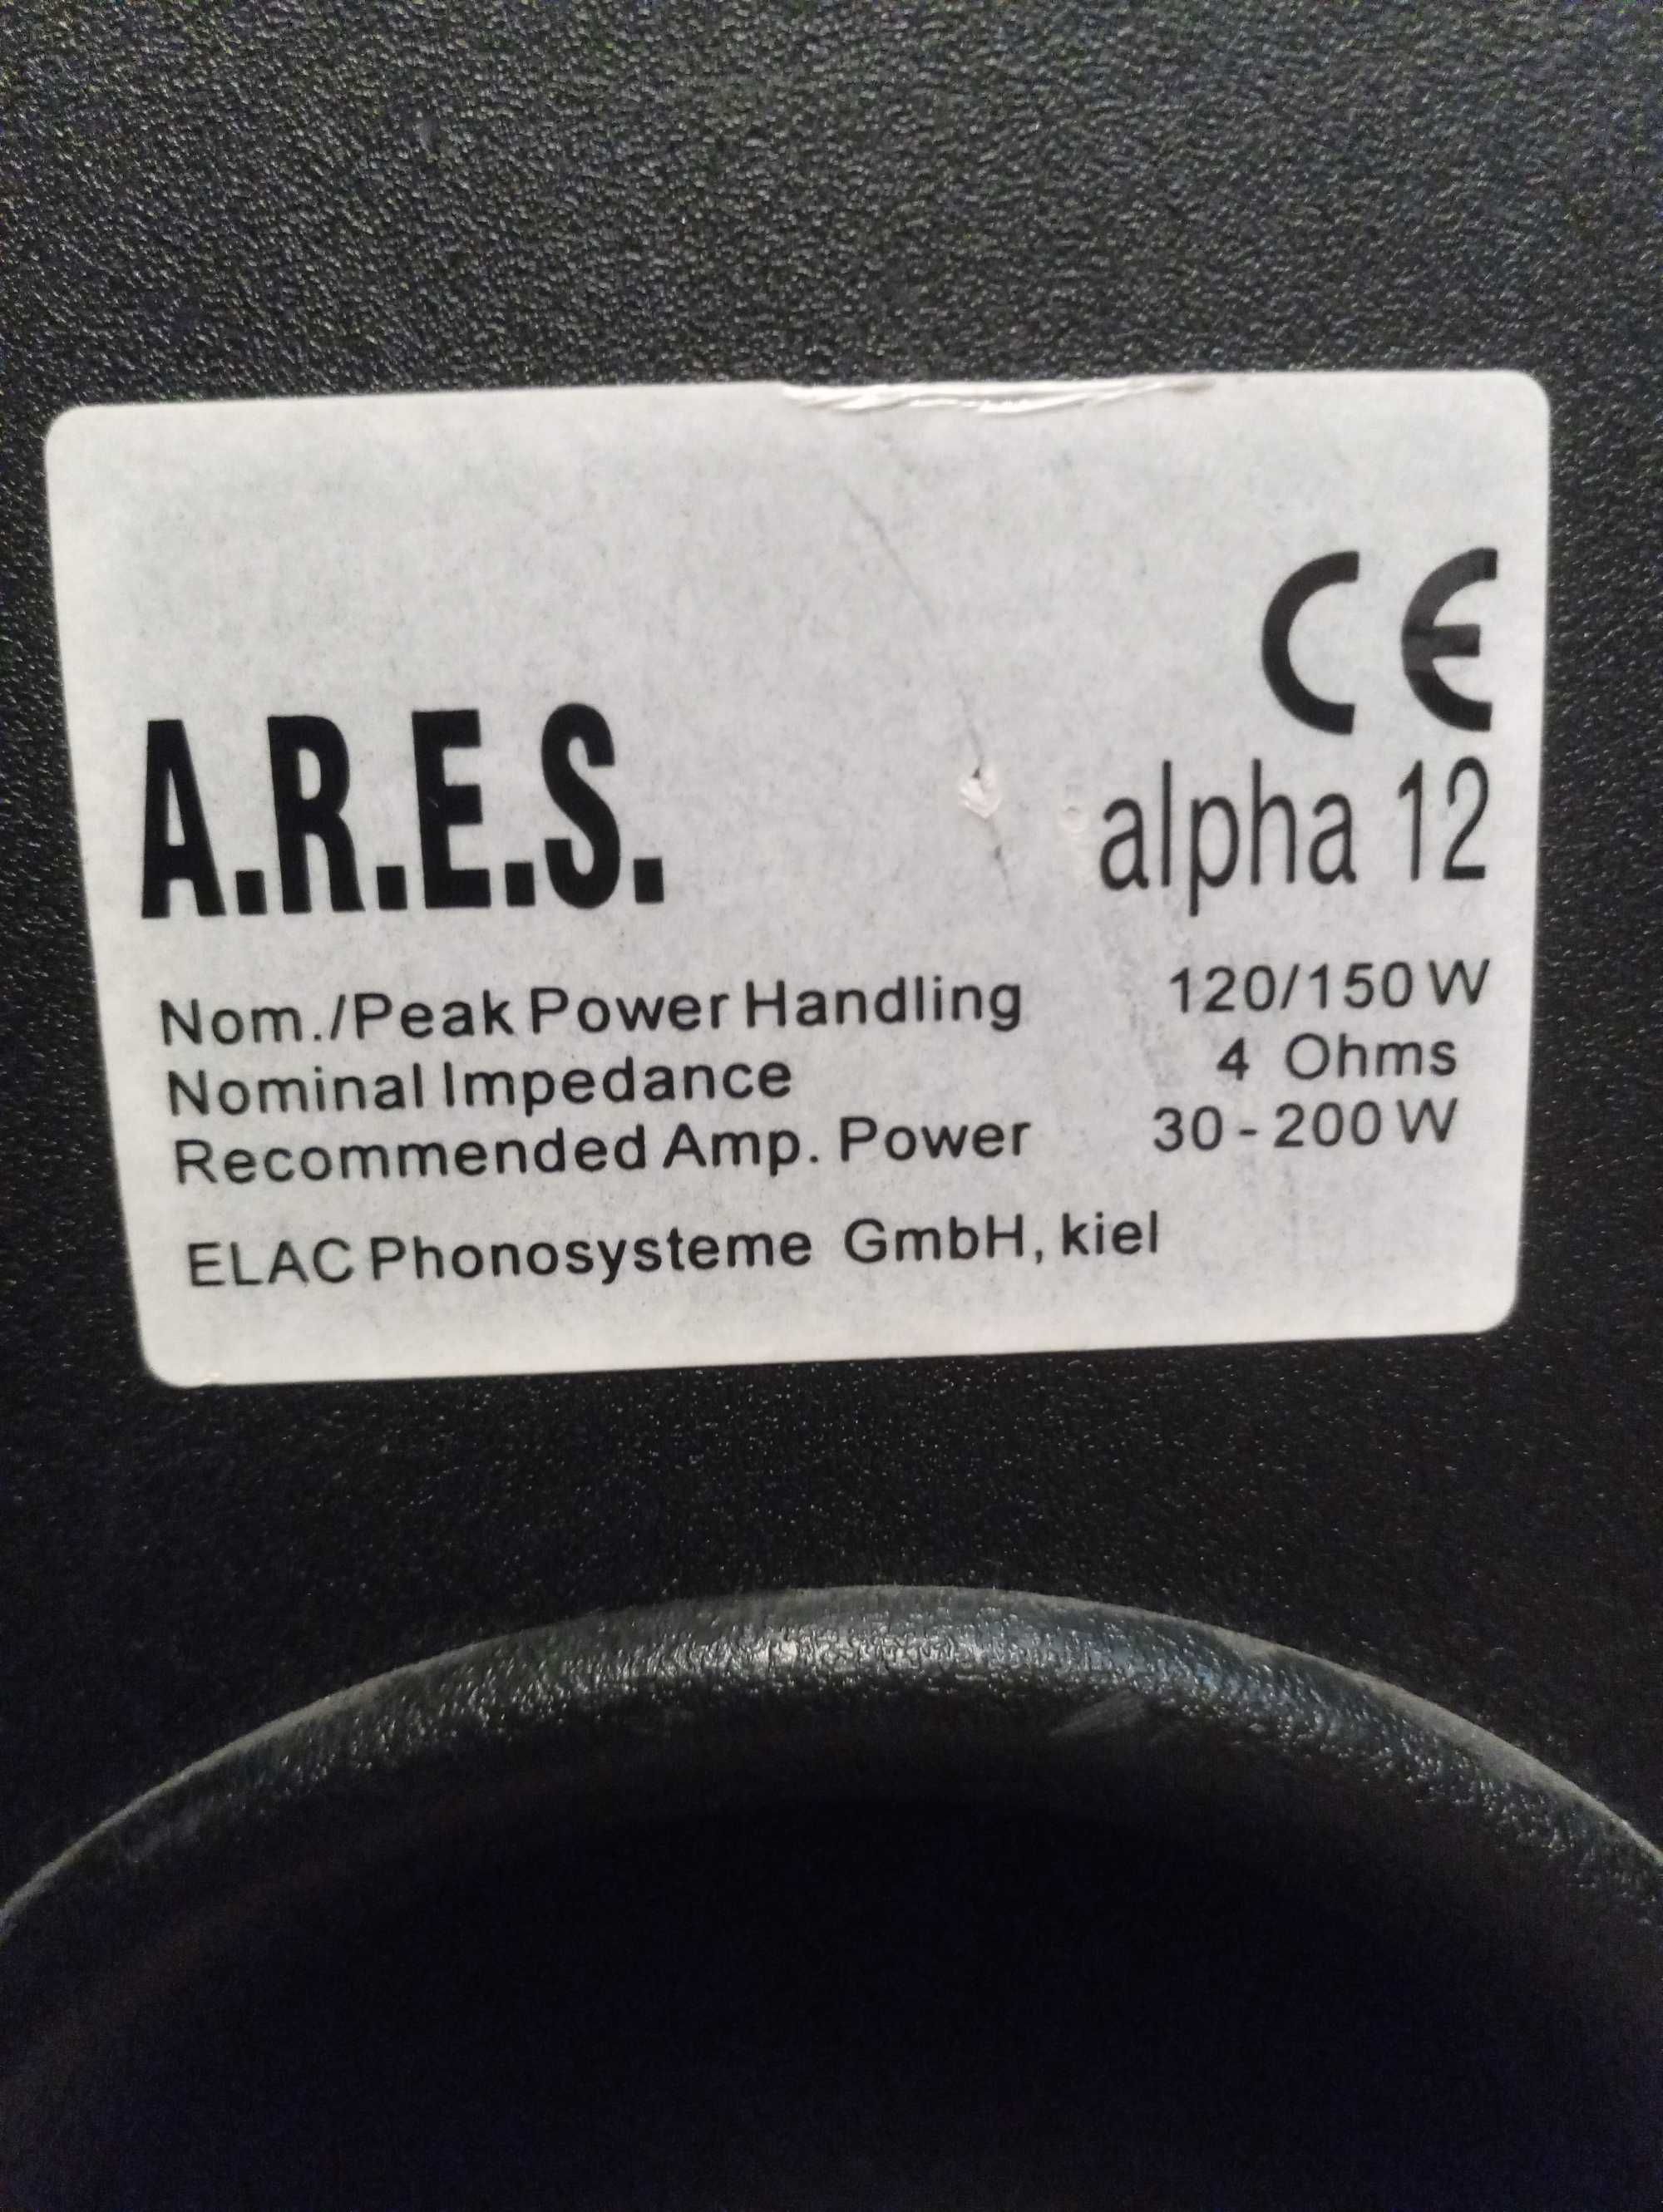 CE
A.R.E.S. alpha 12
Nom./Peak Power Handling 120/150 W
Nominal Impedance 4 Ohms
Recommended Amp. Power 30-200 W
ELAC Phonosysteme GmbH, kiel